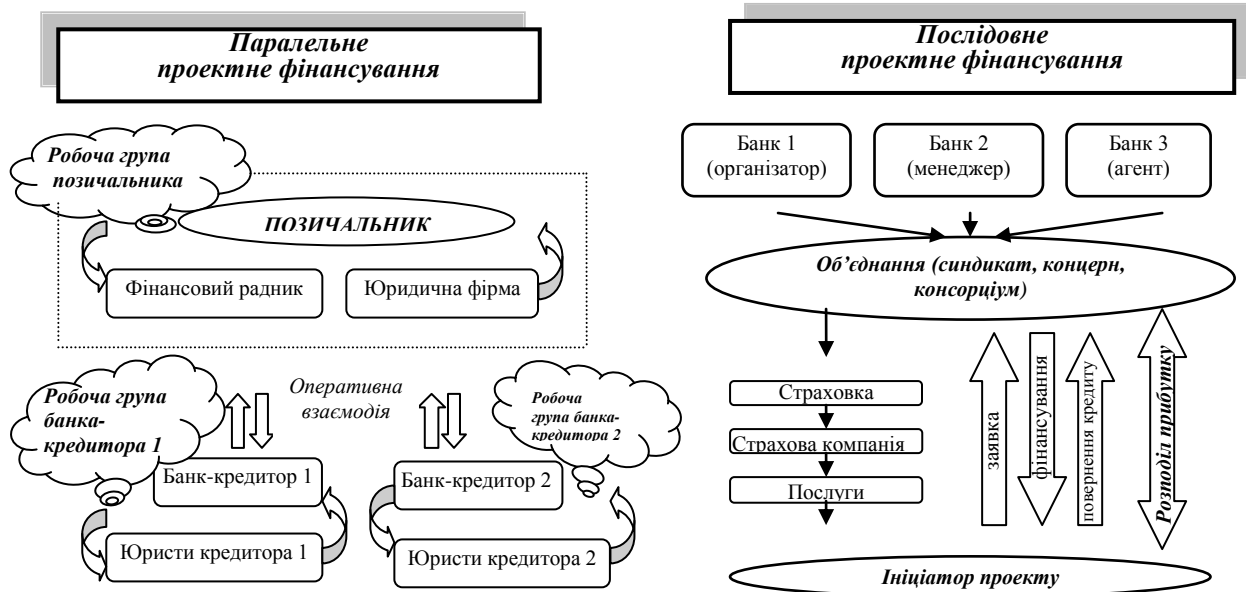 Паралельне
проектне фінансування
Робоча група
позичальника
ПОЗИЧАЛЬНИК
Фінансовий радник
Юридична фірма
Робоча група
банка-
кредитора 1
Оперативна
взаємодія
Робоча
група банка-
кредитора 2
Банк-кредитор 1
Банк-кредитор 2
Юристи кредитора 1
Юристи кредитора 2
Послідовне
проектне фінансування
Банк 1
(організатор)
Банк 2
(менеджер)
Банк 3
(агент)
Об’єднання (синдикат, концерн,
консорціум)
Страховка
Страхова компанія
Послуги
заявка
фінансування
повернення кредиту
Розподіл прибутку
Ініціатор проекту